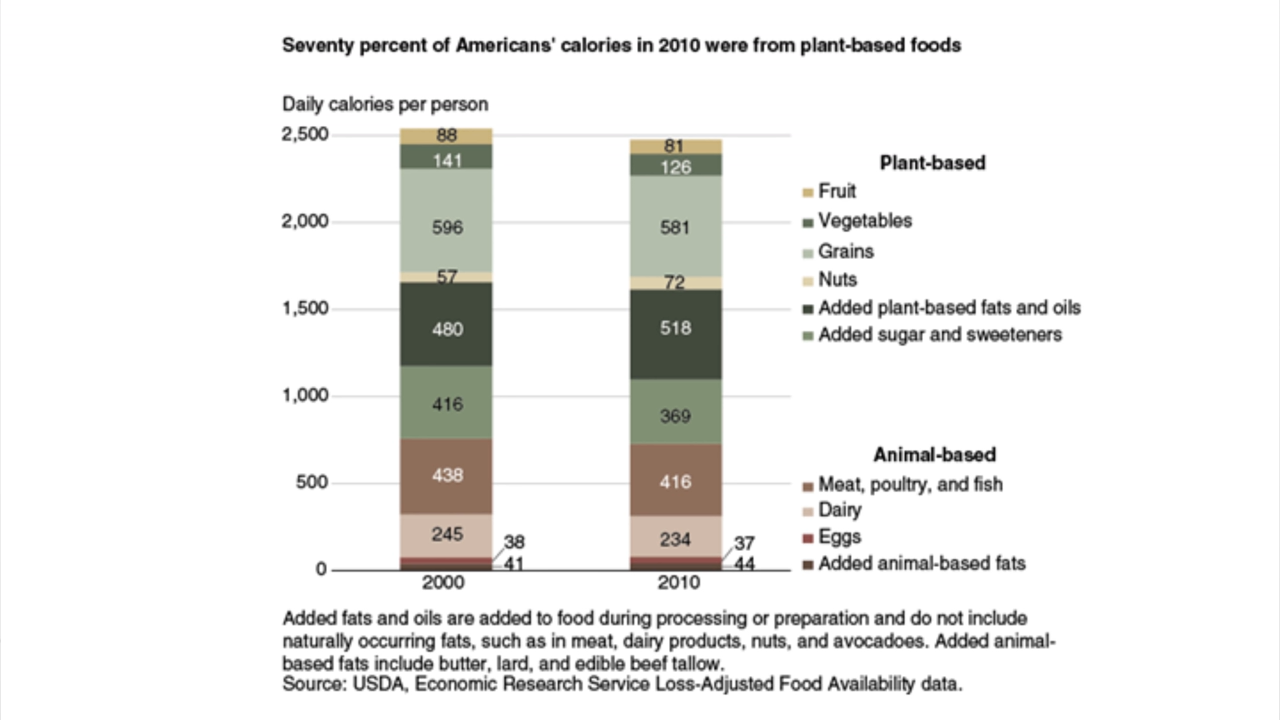 Seventy percent of Americans' calories in 2010 were from plant-based foods
Daily calories per person
2,500
2,000
1,500
1,000
500
0
88
141
596
57
480
416
438
245
38
41
2000
81
126
581
72
518
369
416
234
37
44
2010
Plant-based
Fruit
Vegetables
Grains
Nuts
Added plant-based fats and oils
Added sugar and sweeteners
Animal-based
Meat, poultry, and fish
Dairy
Eggs
Added animal-based fats
Added fats and oils are added to food during processing or preparation and do not include
naturally occurring fats, such as in meat, dairy products, nuts, and avocadoes. Added animal-
based fats include butter, lard, and edible beef tallow.
Source: USDA, Economic Research Service Loss-Adjusted Food Availability data.